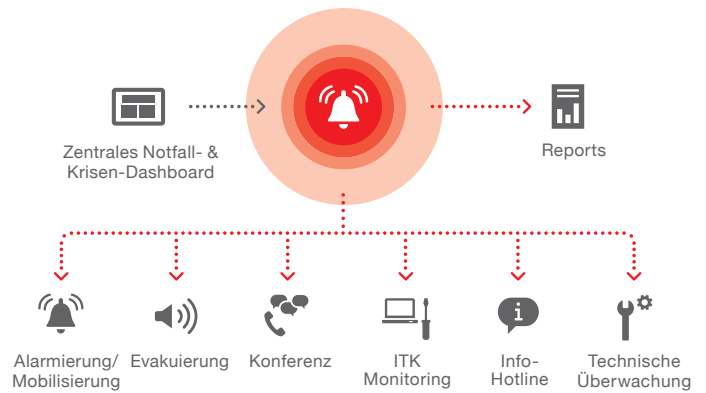 Zentrales Notfall- &
Krisen-Dashboard
Reports
Alarmierung/
Mobilisierung
Evakuierung
Konferenz
ITK
Monitoring
Info-
Hotline
Technische
Überwachung